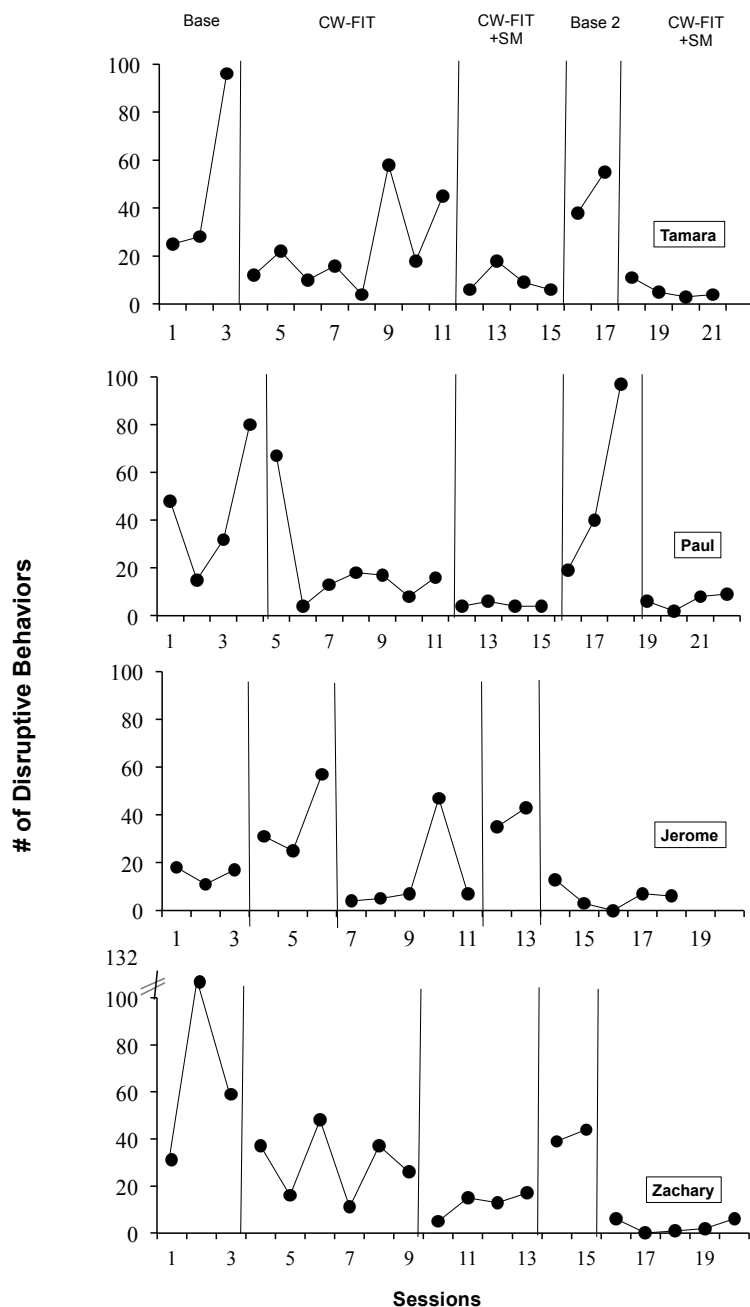 Base CW-FIT CW-FIT +SM Base 2 CW-FIT +SM
# of Disruptive Behaviors
100
80
60
40
20
0
Tamara
1 3 5 7 9 11 13 15 17 19 21
100
80
60
40
20
0
Paul
1 3 5 7 9 11 13 15 17 19 21
100
80
60
40
20
0
Jerome
1 3 5 7 9 11 13 15 17 19
132
100
80
60
40
20
0
Zachary
1 3 5 7 9 11 13 15 17 19
Sessions